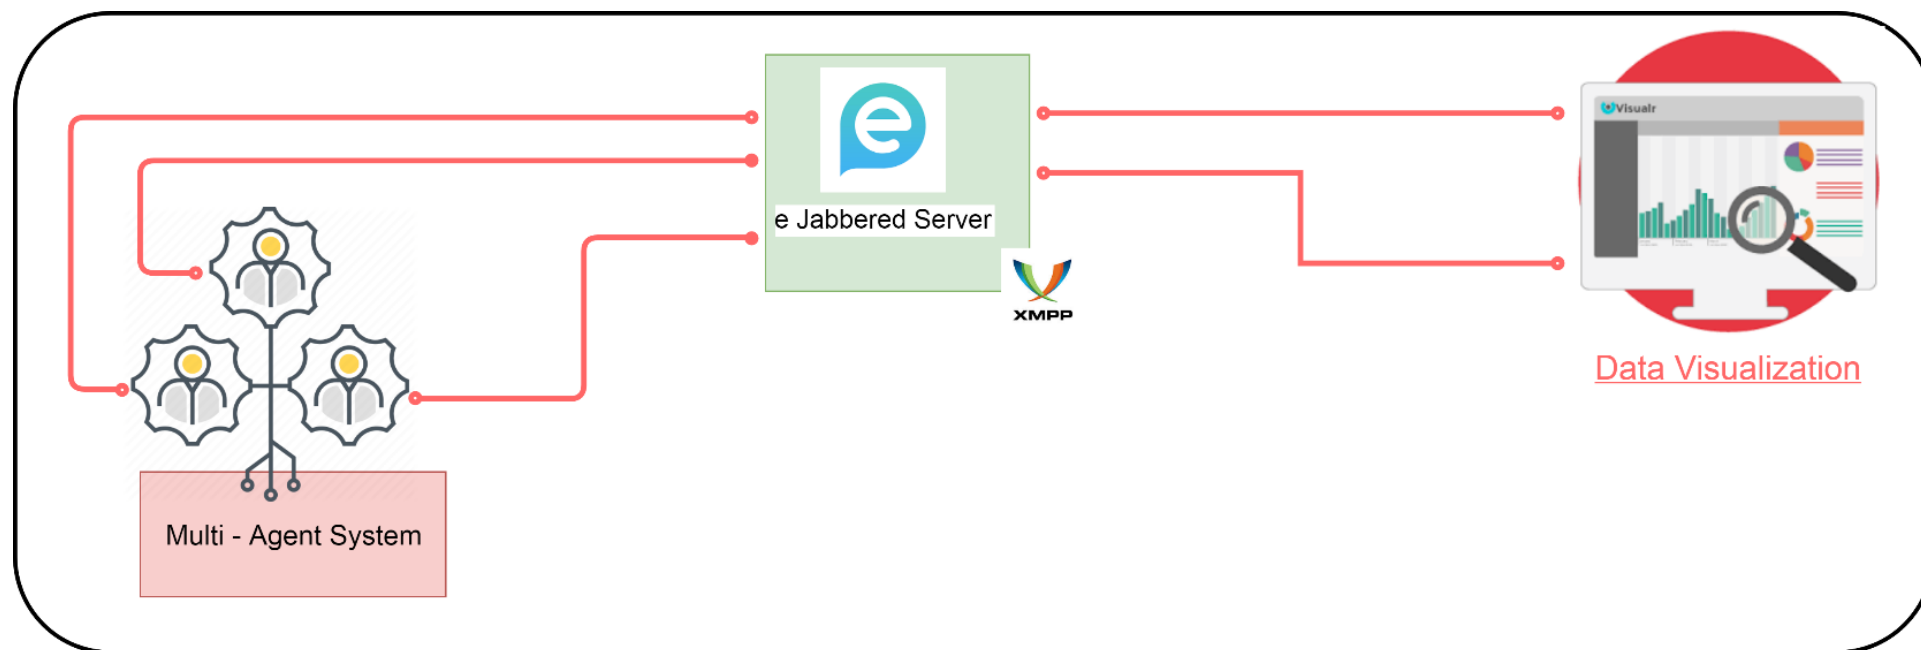 e Jabbered Server
XMPP
Visualr
Data Visualization
Multi - Agent System